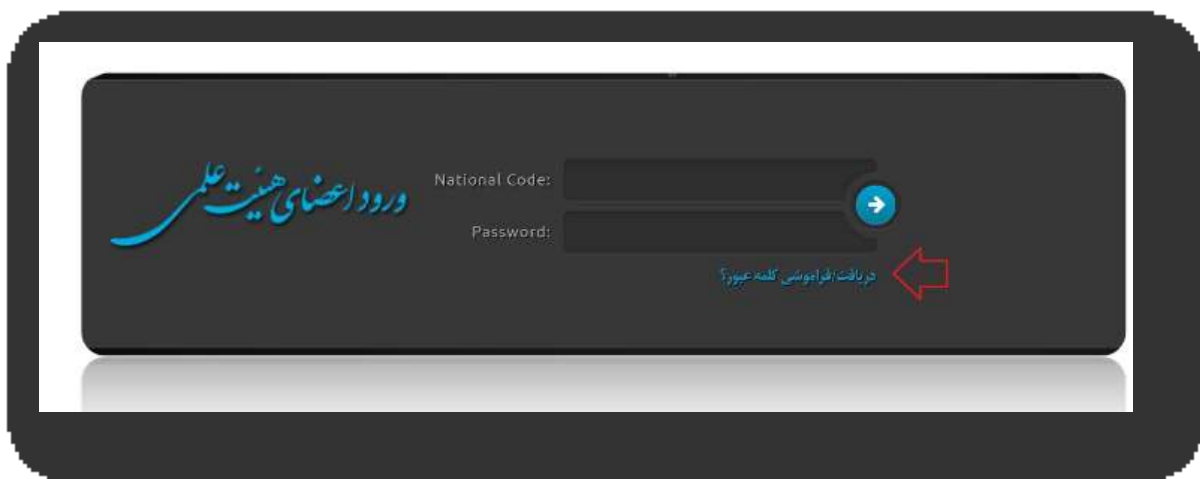 ورود اعضای هیئت علمی
National Code:
Password:
دریافت/فراموشی کلمه عبور؟